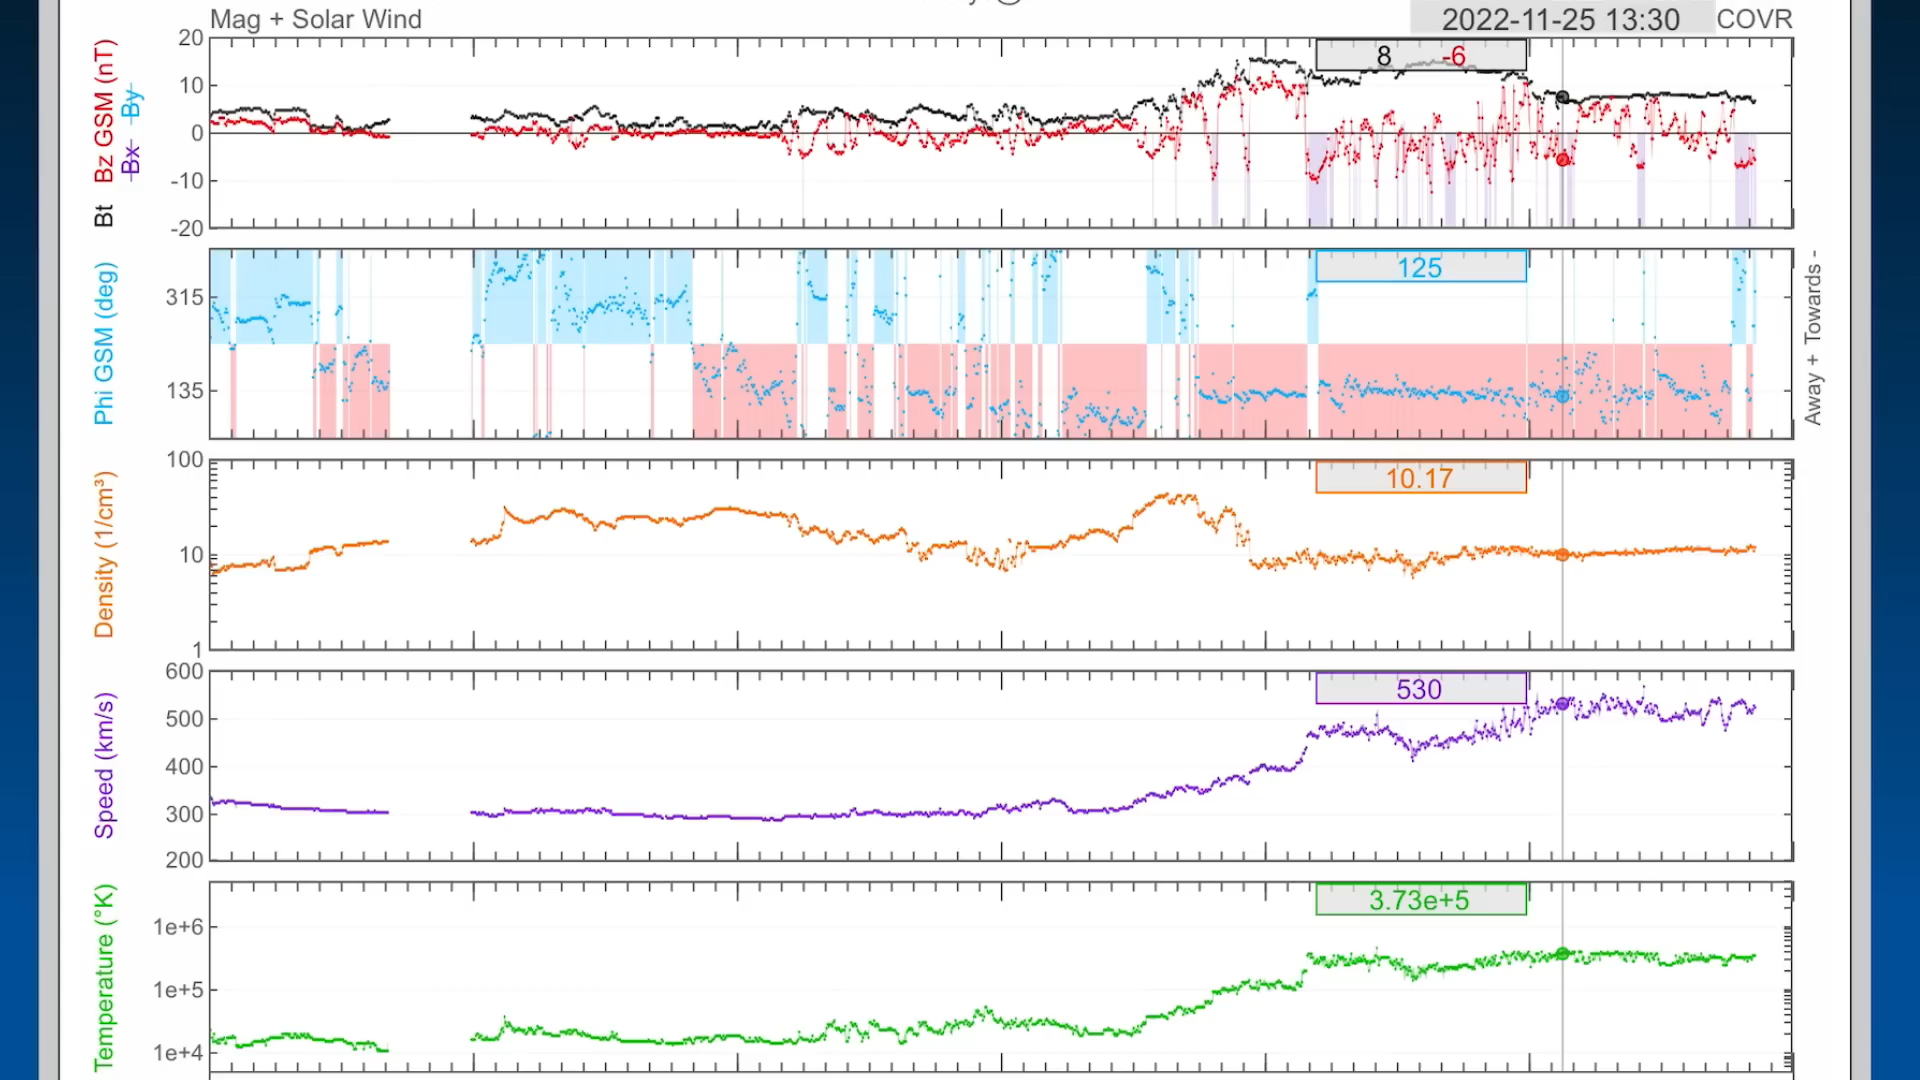 Mag + Solar Wind
2022-11-25 13:30
COVR
Bt Bz GSM (nT)
Bx By
20
10
0
-10
-20
8 -6
Phi GSM (deg)
315
135
125
Away + Towards -
Density (1/cm³)
100
10
1
10.17
Speed (km/s)
600
500
400
300
200
530
Temperature (°K)
1e+6
1e+5
1e+4
3.73e+5